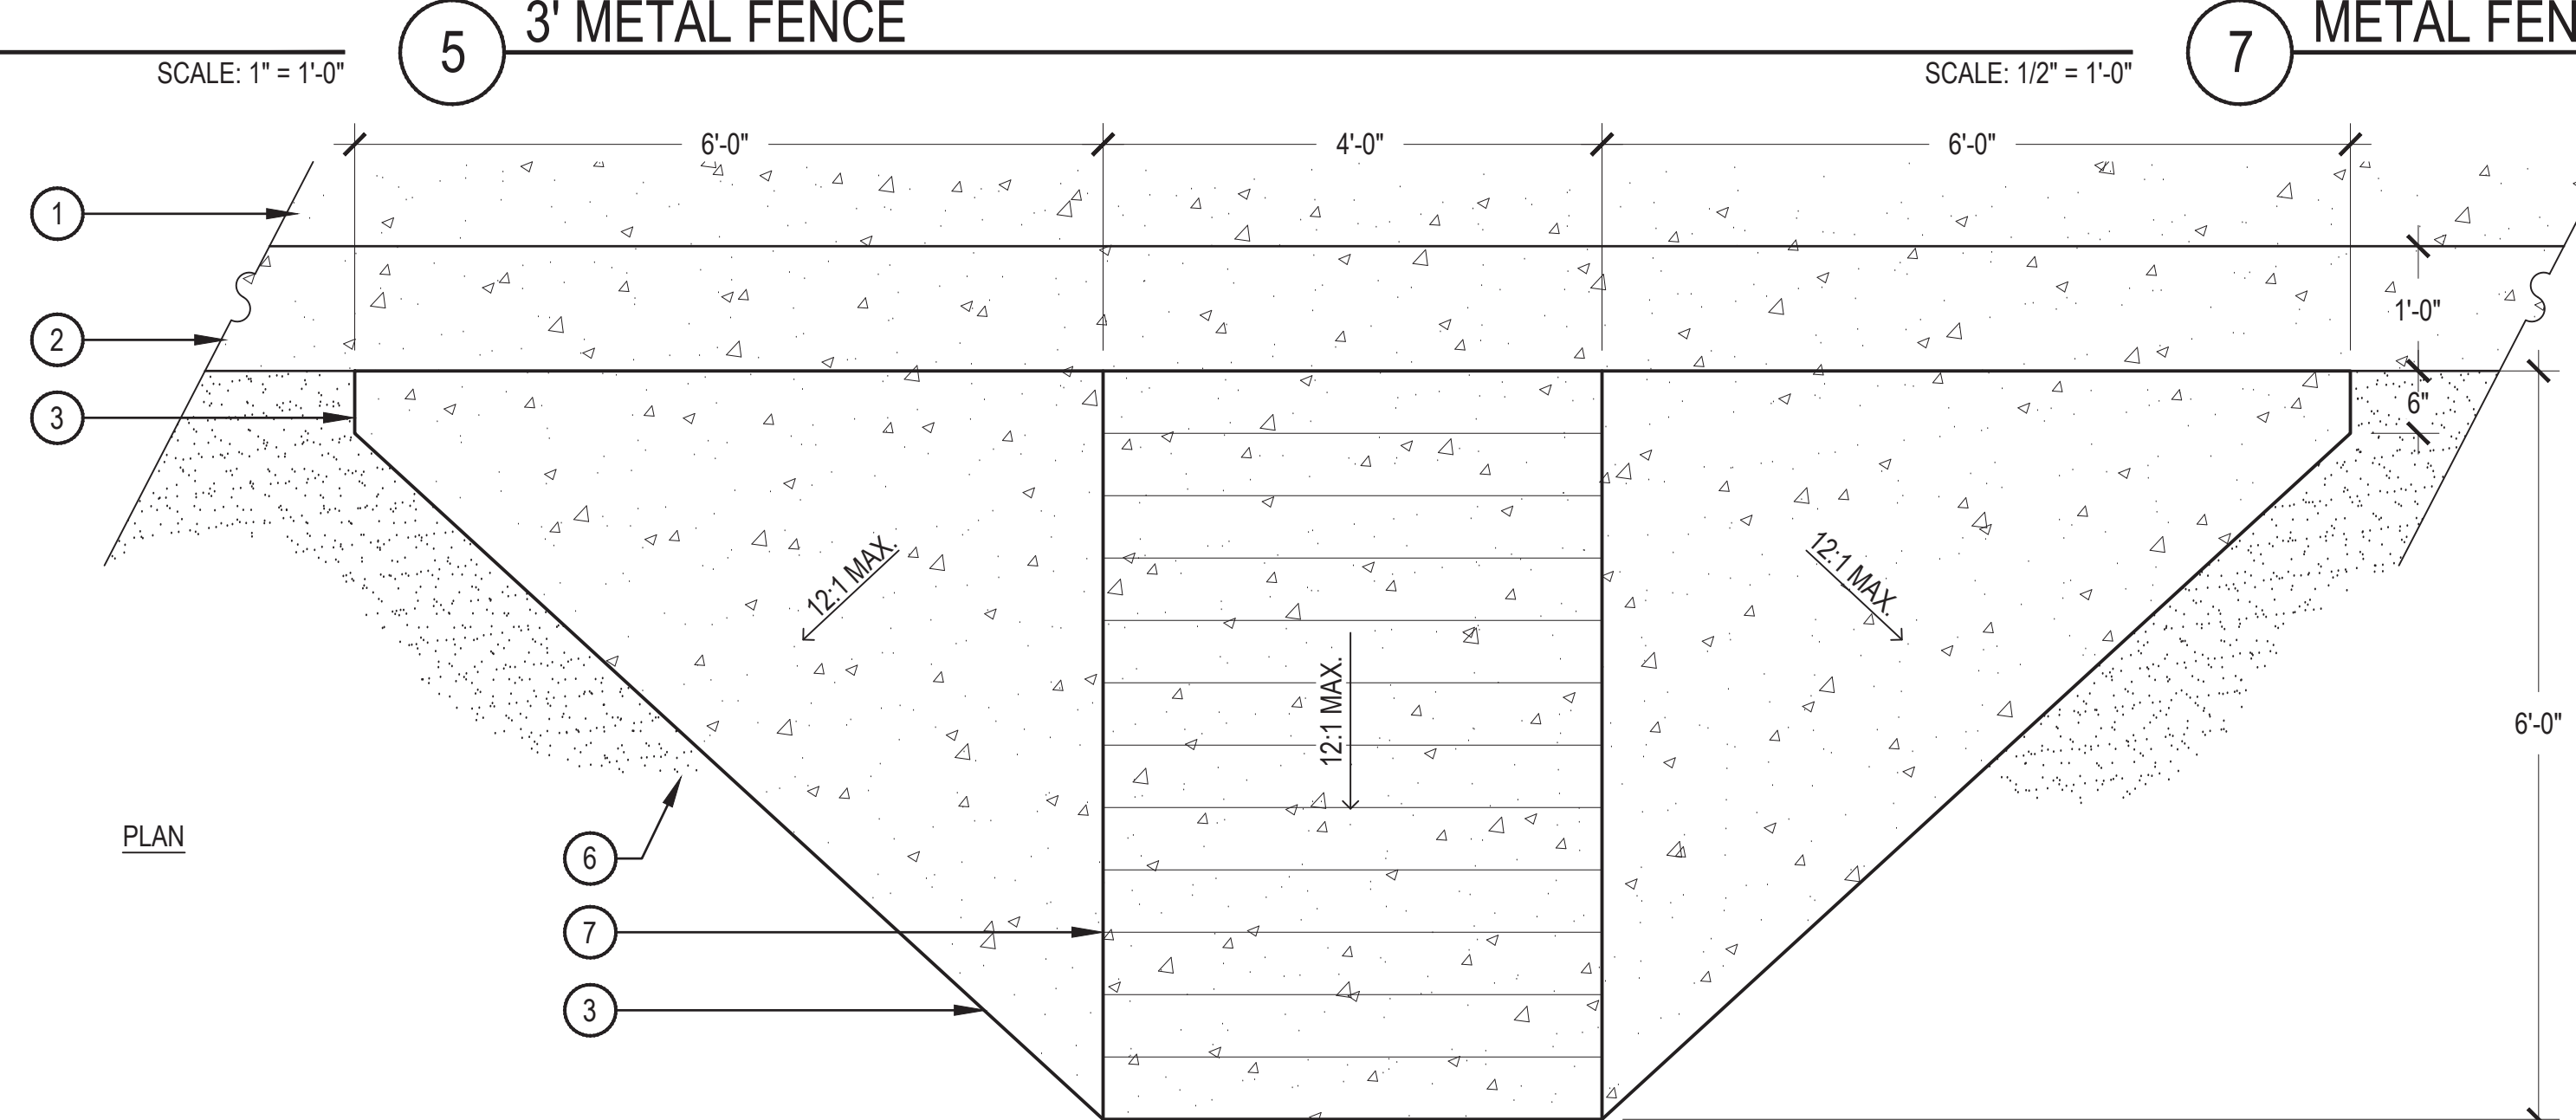 5
3' METAL FENCE
7
METAL FEN
SCALE: 1" = 1'-0"
SCALE: 1/2" = 1'-0"
6'-0"
4'-0"
6'-0"
1
2
1'-0"
3
6"
12:1 MAX.
12:1 MAX.
12:1 MAX.
6'-0"
PLAN
6
7
3